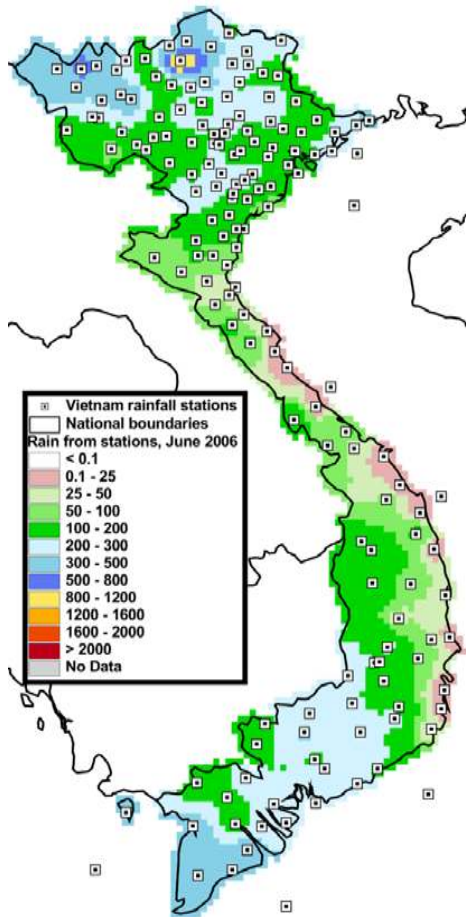 Vietnam rainfall stations
National boundaries
Rain from stations, June 2006
< 0.1
0.1 - 25
25 - 50
50 - 100
100 - 200
200 - 300
300 - 500
500 - 800
800 - 1200
1200 - 1600
1600 - 2000
> 2000
No Data